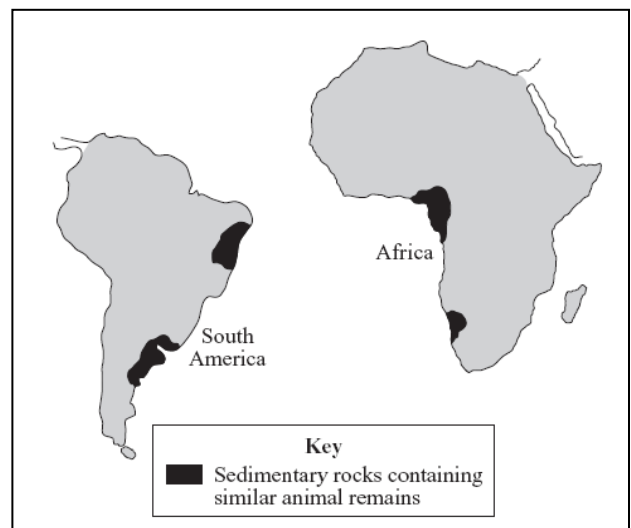 Africa
South
America
Key
Sedimentary rocks containing
similar animal remains